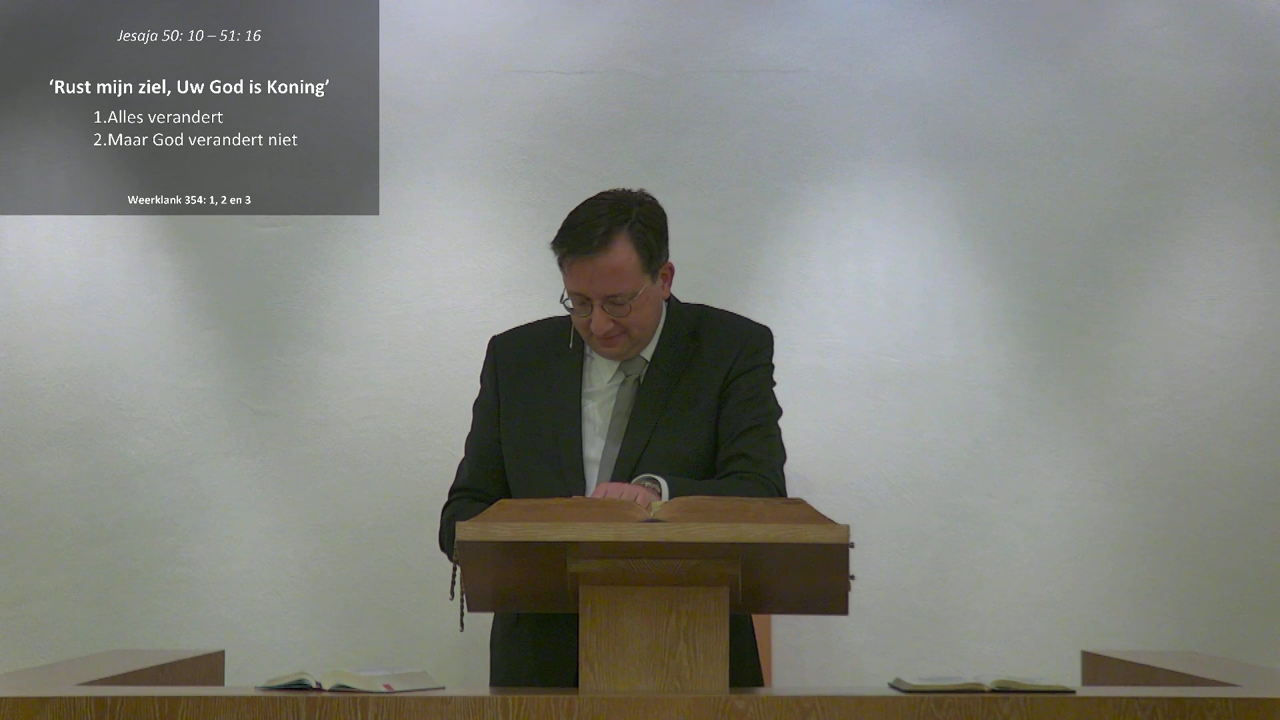 Jesaja 50: 10 – 51: 16
‘Rust mijn ziel, Uw God is Koning’
1.Alles verandert
2.Maar God verandert niet
Weerklank 354: 1, 2 en 3